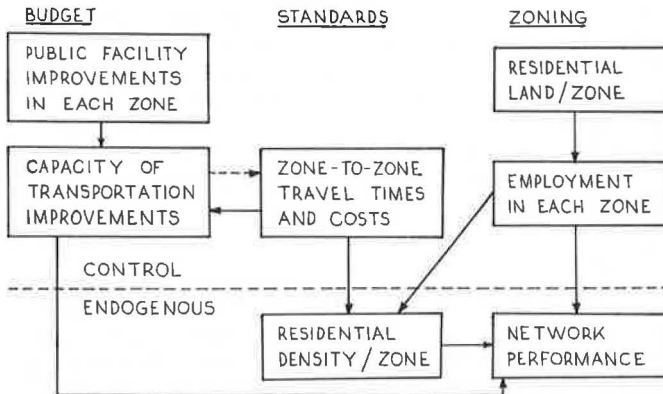 BUDGET
STANDARDS
ZONING
PUBLIC FACILITY
IMPROVEMENTS
IN EACH ZONE
RESIDENTIAL
LAND/ZONE
CAPACITY OF
TRANSPORTATION
IMPROVEMENTS
ZONE-TO-ZONE
TRAVEL TIMES
AND COSTS
EMPLOYMENT
IN EACH ZONE
CONTROL
ENDOGENOUS
RESIDENTIAL
DENSITY/ZONE
NETWORK
PERFORMANCE